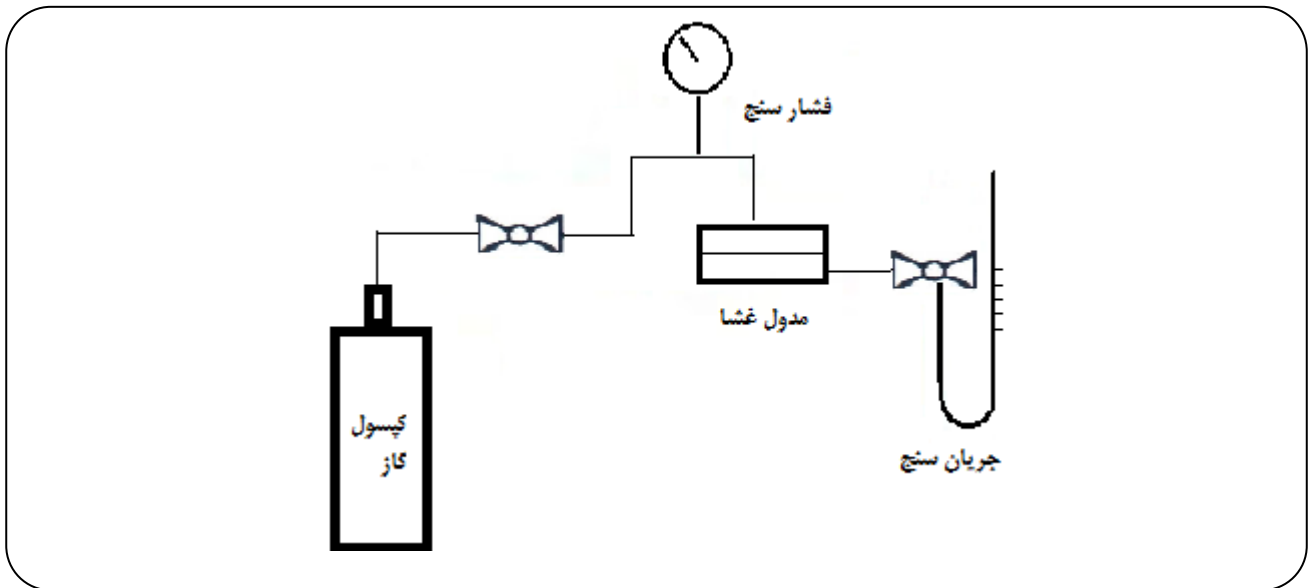 فشار سنج
مدول غشا
کپسول
گاز
جریان سنج